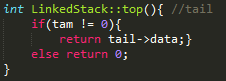 int LinkedStack::top(){ //tail
if(tam != 0){
return tail->data;}
else return 0;
}